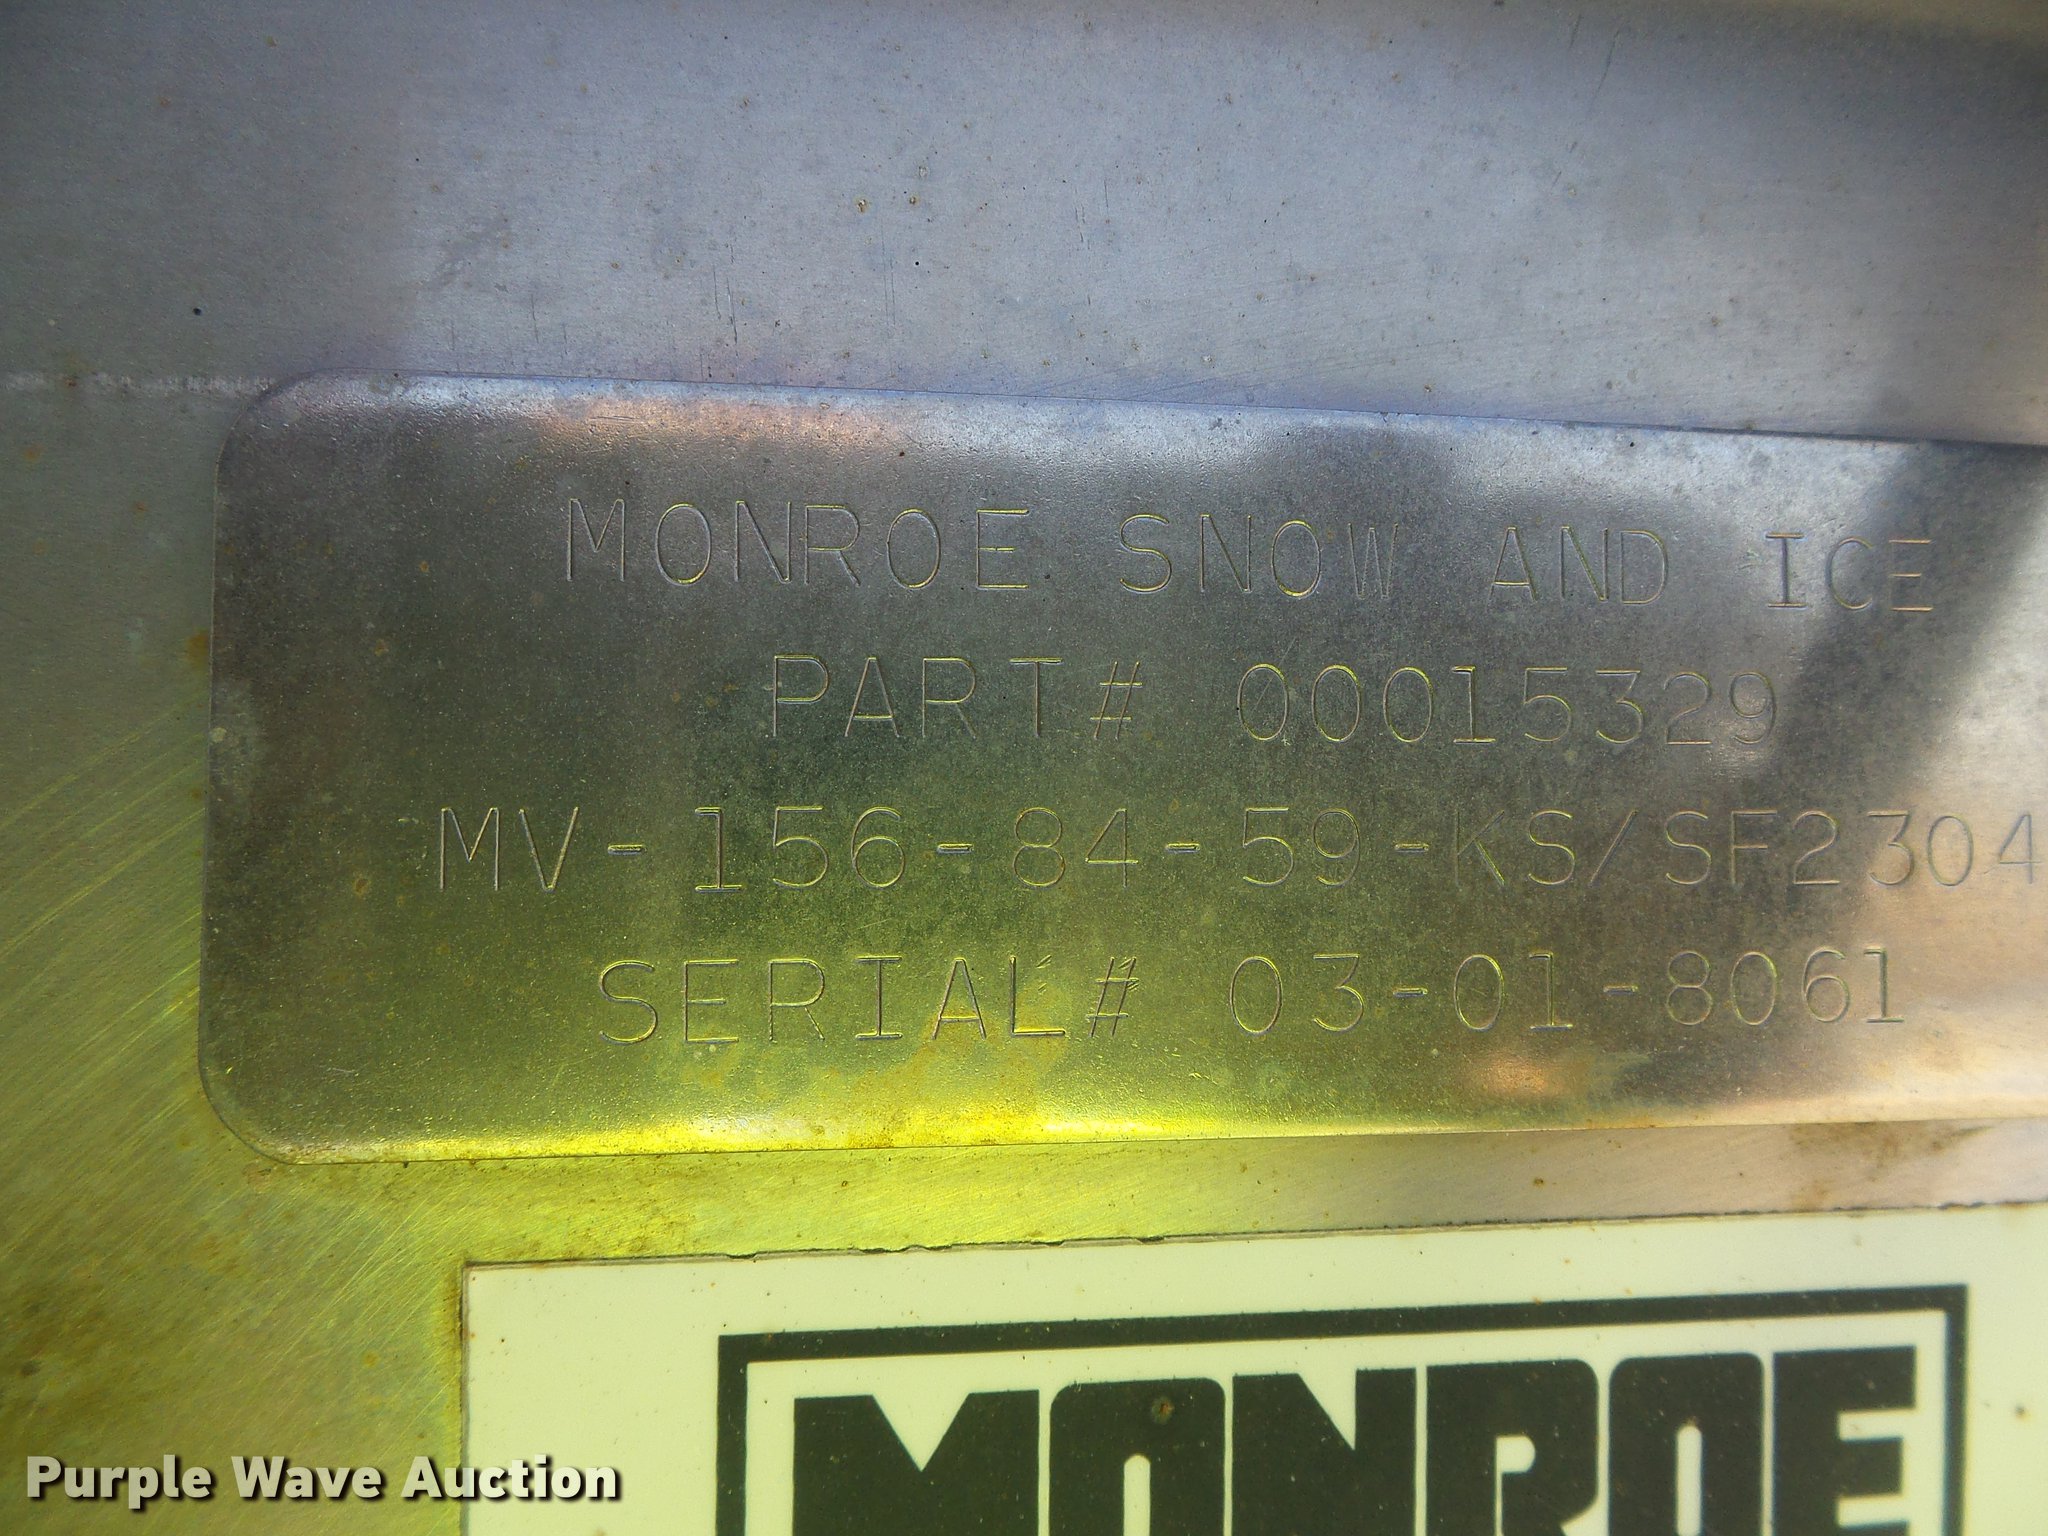 MONROE SNOW AND ICE
PART# 00015329
MV-156-84-59-KS/SF2304
SERIAL# 03-01-8061
MONROE
Purple Wave Auction